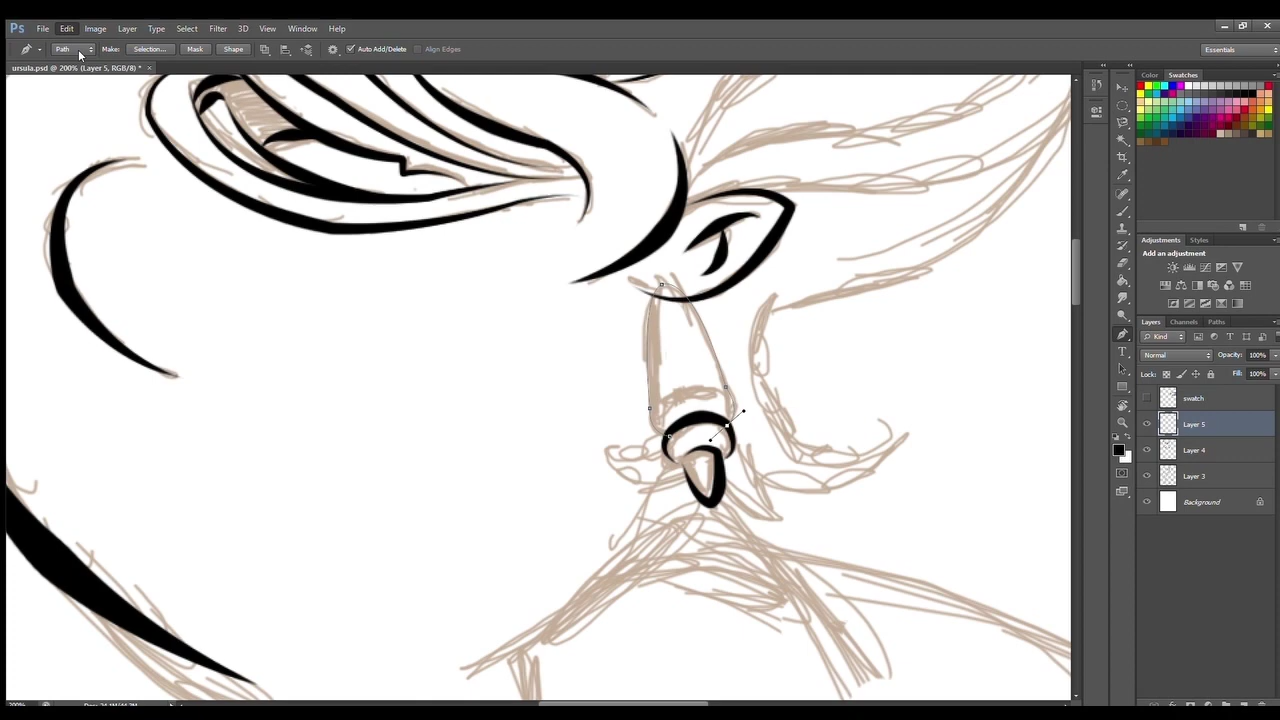 Ps File Edit Image Layer Type Select Filter 3D View Window Help
Path Make: Selection... Mask Shape Auto Add/Delete Align Edges Essentials
ursula.psd @ 200% (Layer 5, RGB/8) *
Color Swatches
Adjustments Styles
Add an adjustment
Layers Channels Paths
Kind
Normal Opacity: 100%
Lock: Fill: 100%
swatch
Layer 5
Layer 4
Layer 3
Background